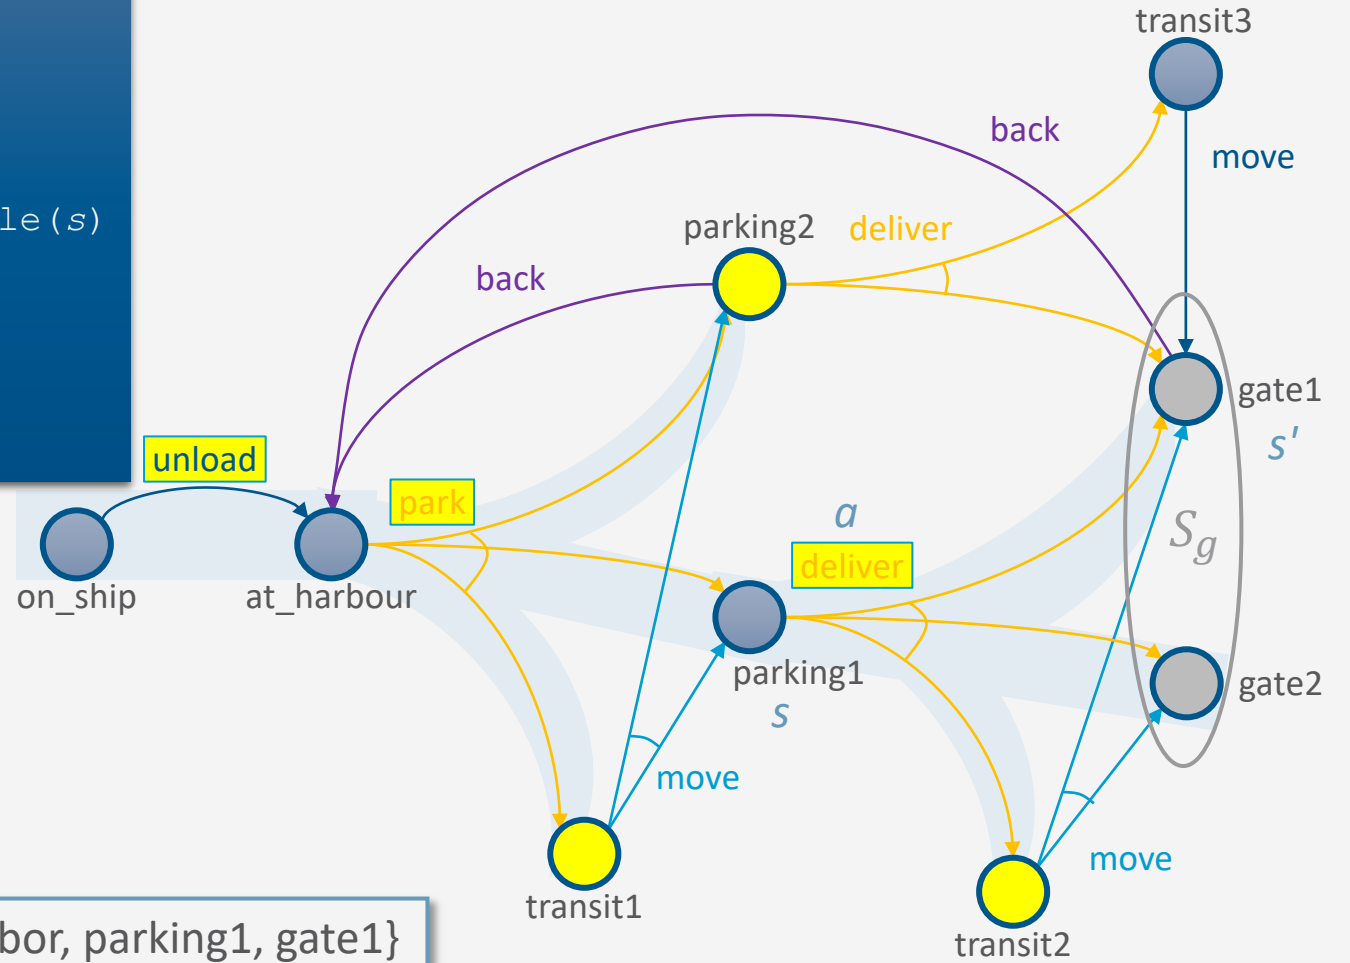 transit3
back
move
le(s)
parking2
deliver
back
gate1
s'
unload
park
a
deliver
S_g
on_ship
at_harbour
parking1
s
gate2
move
move
transit1
transit2
bor, parking1, gate1}